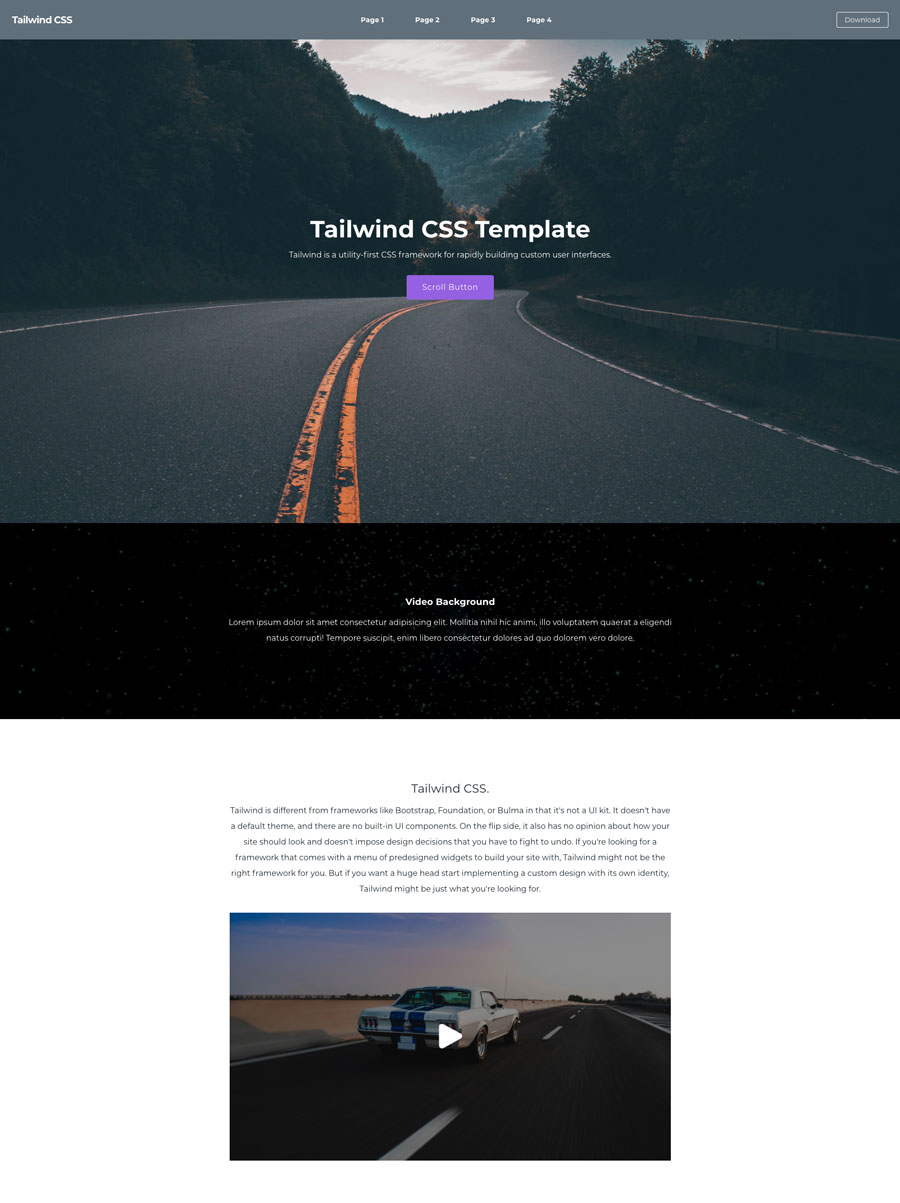 Tailwind CSS
Page 1 Page 2 Page 3 Page 4
Download
Tailwind CSS Template
Tailwind is a utility-first CSS framework for rapidly building custom user interfaces.
Scroll Button
Video Background
Lorem ipsum dolor sit amet consectetur adipisicing elit. Mollitia nihil hic animi, illo voluptatem quaerat a eligendi
natus corrupti! Tempore suscipit, enim libero consectetur dolores ad quo dolorem vero dolore.
Tailwind CSS.
Tailwind is different from frameworks like Bootstrap, Foundation, or Bulma in that it's not a UI kit. It doesn't have
a default theme, and there are no built-in UI components. On the flip side, it also has no opinion about how your
site should look and doesn't impose design decisions that you have to fight to undo. If you're looking for a
framework that comes with a menu of predesigned widgets to build your site with, Tailwind might not be the
right framework for you. But if you want a huge head start implementing a custom design with its own identity,
Tailwind might be just what you're looking for.